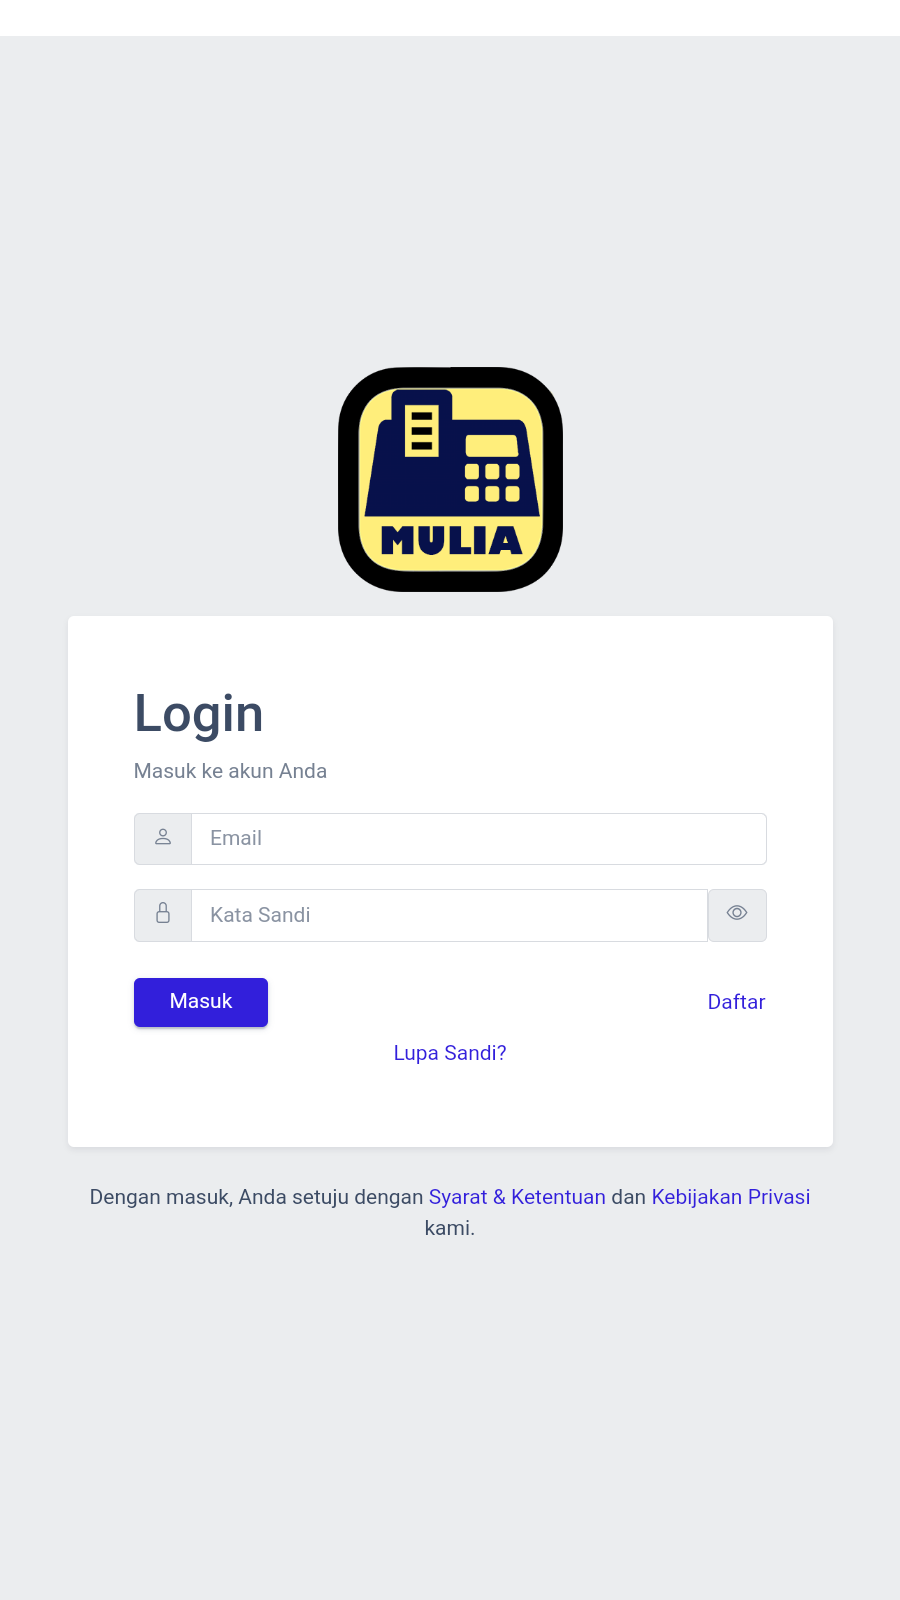 MULIA
Login
Masuk ke akun Anda
Email
Kata Sandi
Masuk
Daftar
Lupa Sandi?
Dengan masuk, Anda setuju dengan Syarat & Ketentuan dan Kebijakan Privasi
kami.